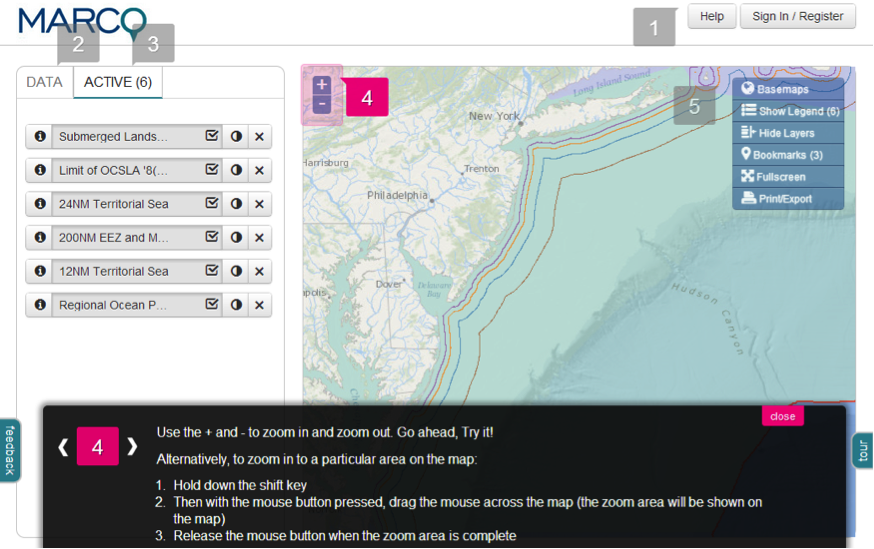 MARCO
1
Help
Sign In / Register
2
3
DATA
ACTIVE (6)
Submerged Lands...
Limit of OCSLA '8(...
24NM Territorial Sea
200NM EEZ and M...
12NM Territorial Sea
Regional Ocean P...
+
-
4
5
Basemaps
Show Legend (6)
Hide Layers
Bookmarks (3)
Fullscreen
Print/Export
Long Island Sound
New York
Harrisburg
Trenton
Philadelphia
Dover
Delaware
Bay
apolis
Hudson Canyon
feedback
tour
close
4
Use the + and - to zoom in and zoom out. Go ahead, Try it!
Alternatively, to zoom in to a particular area on the map:
1. Hold down the shift key
2. Then with the mouse button pressed, drag the mouse across the map (the zoom area will be shown on
the map)
3. Release the mouse button when the zoom area is complete